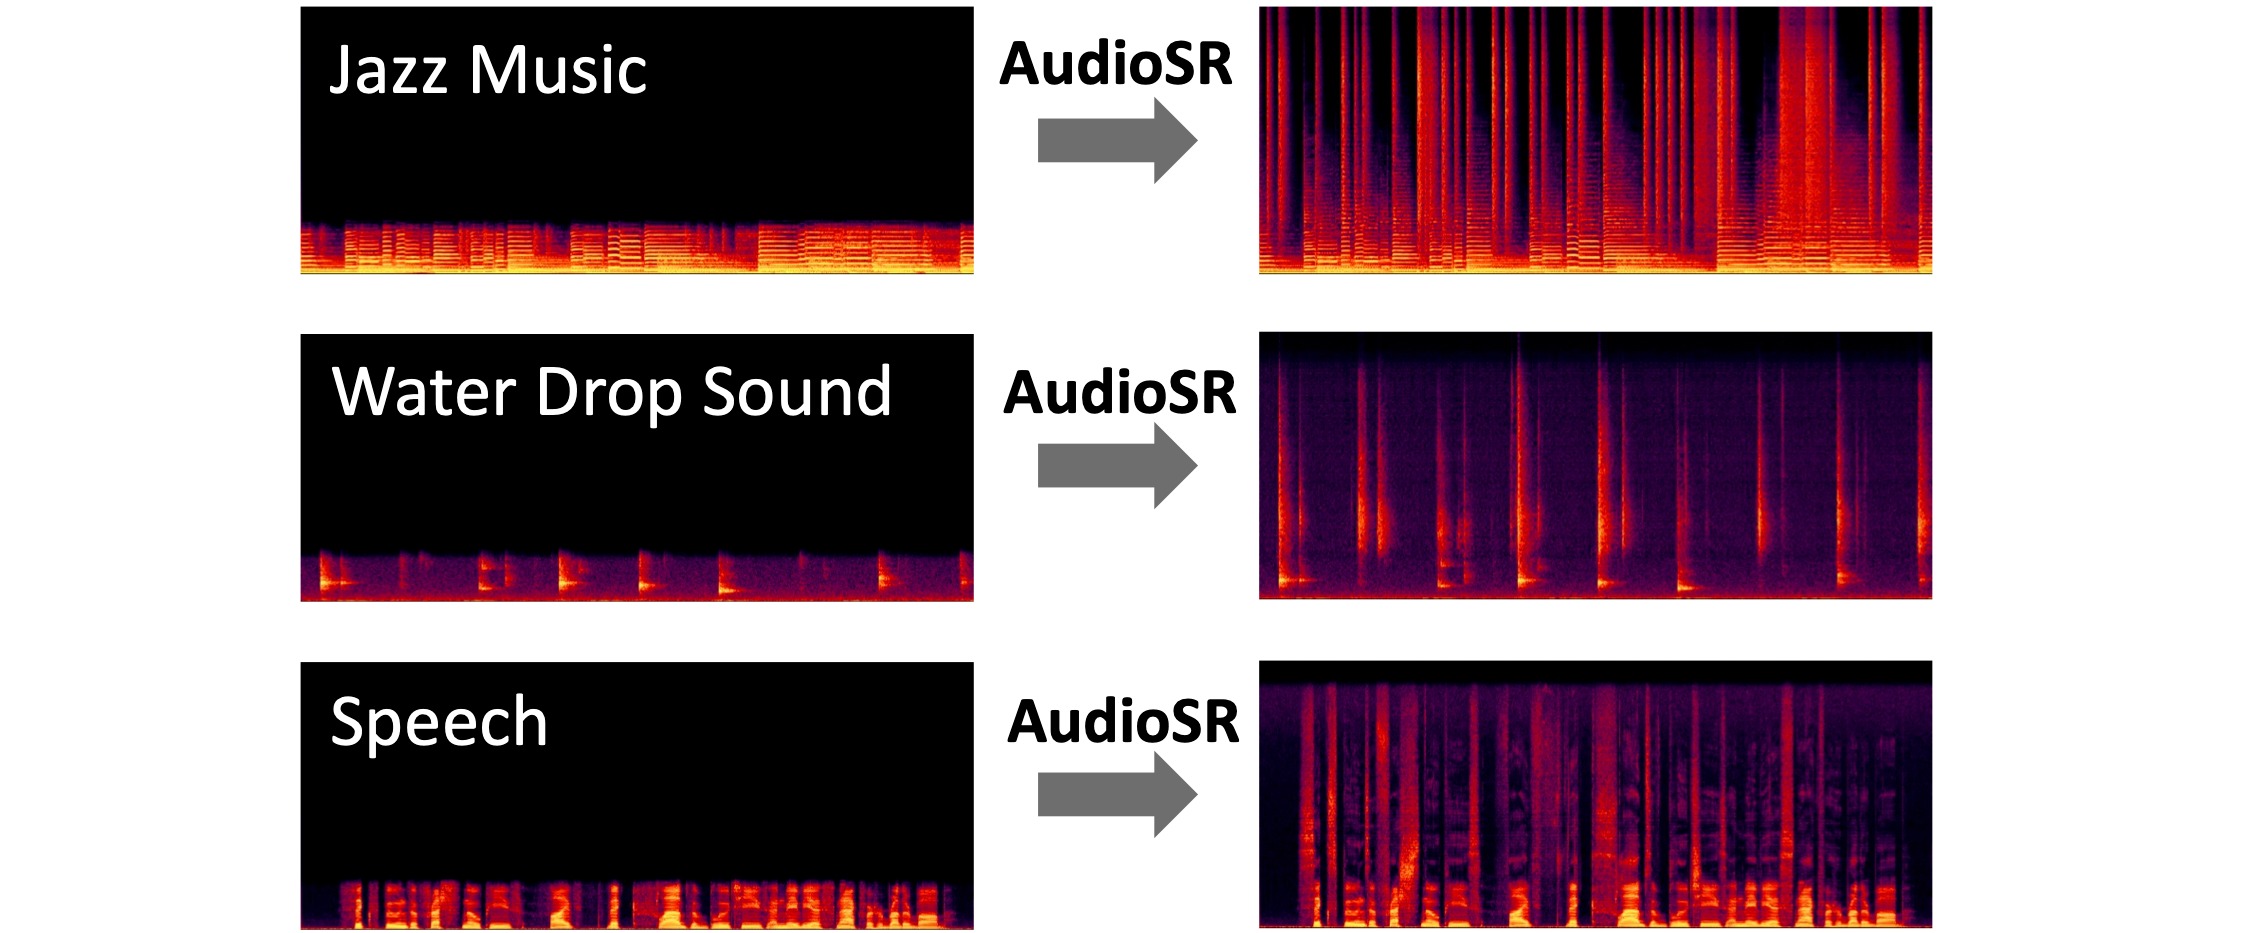 Jazz Music
AudioSR
Water Drop Sound
AudioSR
Speech
AudioSR